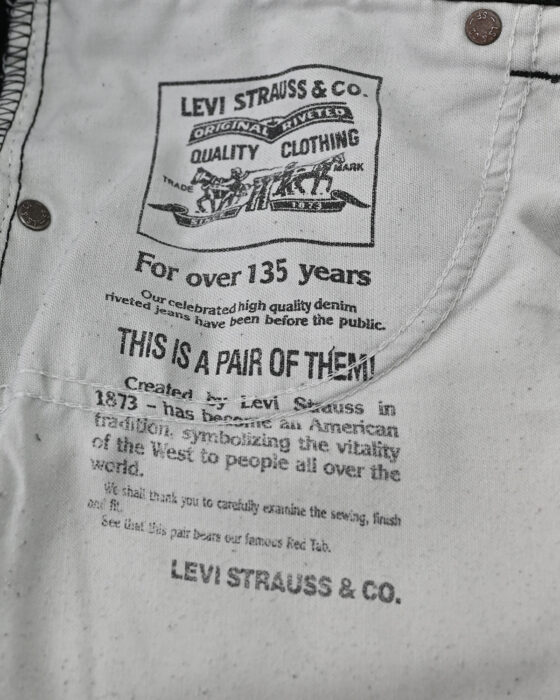 LEVI STRAUSS & CO.
ORIGINAL RIVETED
QUALITY CLOTHING
TRADE MARK
SINCE 1873
For over 135 years
Our celebrated high quality denim
riveted jeans have been before the public.
THIS IS A PAIR OF THEM!
Created by Levi Strauss in
1873 – has become an American
tradition, symbolizing the vitality
of the West to people all over the
world.
We shall thank you to carefully examine the sewing, finish
and fit.
See that this pair bears our famous Red Tab.
LEVI STRAUSS & CO.